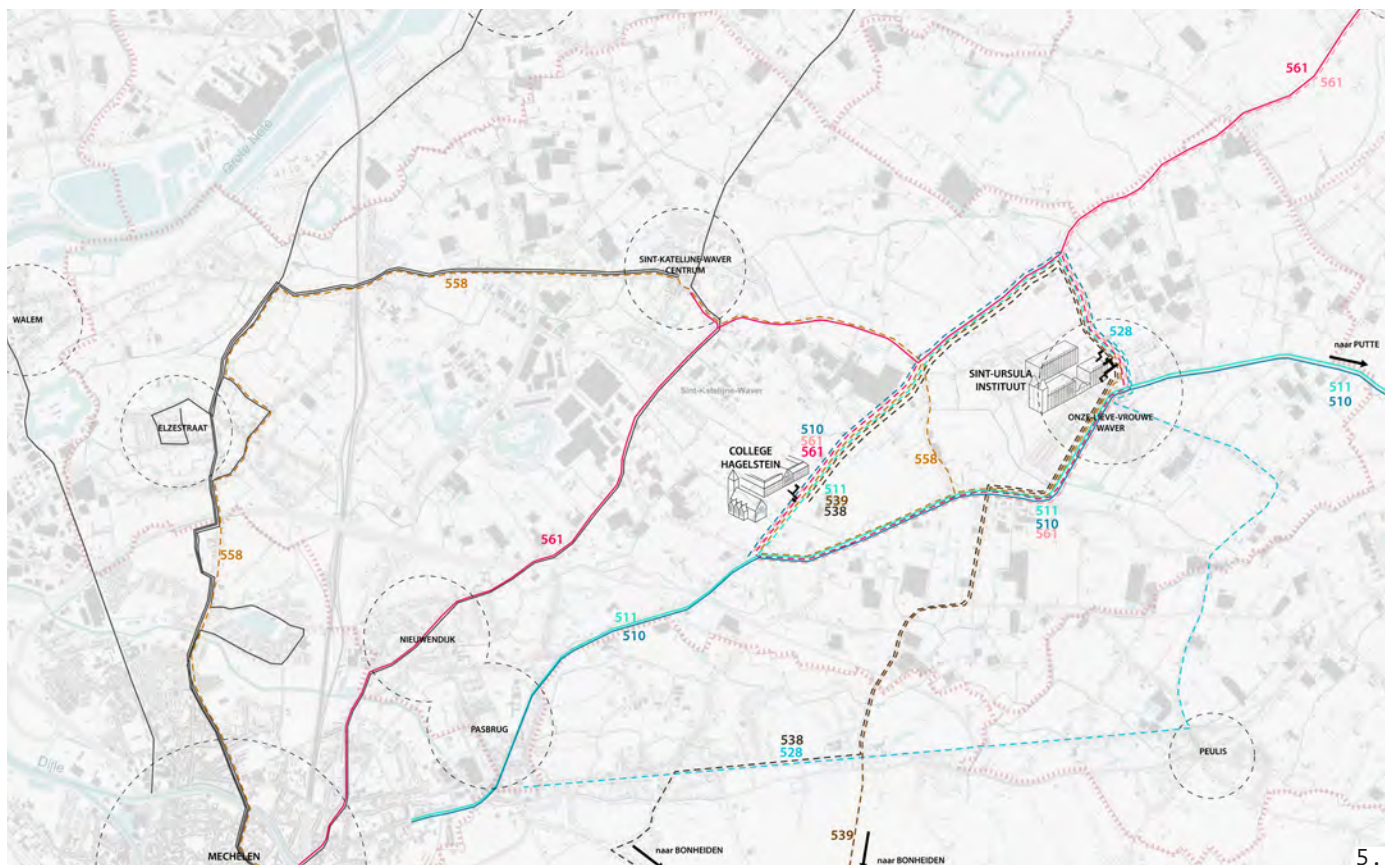 561
561
Grote Nete
SINT-KATELIJNE-WAVER
CENTRUM
558
WALEM
528
naar PUTTE
SINT-URSULA
INSTITUUT
511
510
Sint-Katelijne-Waver
ELZESTRAAT
ONZE-LIEVE-VROUWE
WAVER
510
561
561
COLLEGE
HAGELSTEIN
558
511
539
538
511
510
561
561
558
511
510
NIEUWENDIJK
PASBRUG
538
528
PEULIS
Dijle
539
MECHELEN
naar BONHEIDEN
naar BONHEIDEN
5.